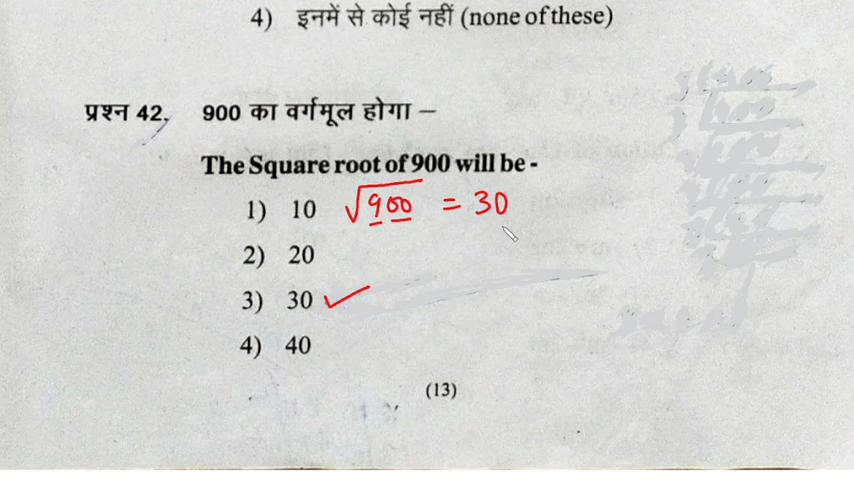 4) इनमें से कोई नहीं (none of these)
प्रश्न 42. 900 का वर्गमूल होगा –
The Square root of 900 will be -
1) 10 √900 = 30
2) 20
3) 30 ✓
4) 40
(13)